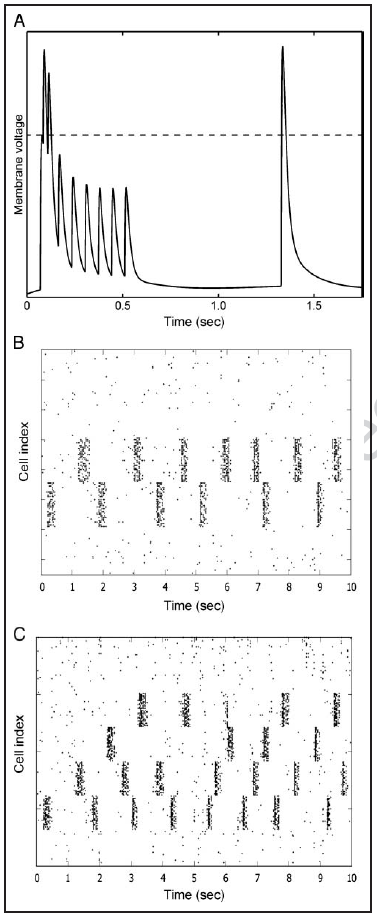 A
Membrane voltage
0 0.5 1.0 1.5
Time (sec)
B
Cell index
0 1 2 3 4 5 6 7 8 9 10
Time (sec)
C
Cell index
0 1 2 3 4 5 6 7 8 9 10
Time (sec)